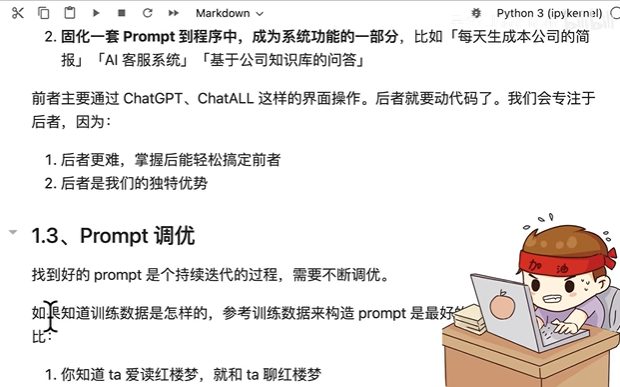 Markdown
Python 3 (ipykernel)
2. 固化一套 Prompt 到程序中，成为系统功能的一部分，比如「每天生成本公司的简
报」「AI 客服系统」「基于公司知识库的问答」
前者主要通过 ChatGPT、ChatALL 这样的界面操作。后者就要动代码了。我们会专注于
后者，因为：
1. 后者更难，掌握后能轻松搞定前者
2. 后者是我们的独特优势
1.3、Prompt 调优
找到好的 prompt 是个持续迭代的过程，需要不断调优。
如果知道训练数据是怎样的，参考训练数据来构造 prompt 是最好
比：
1. 你知道 ta 爱读红楼梦，就和 ta 聊红楼梦
加油